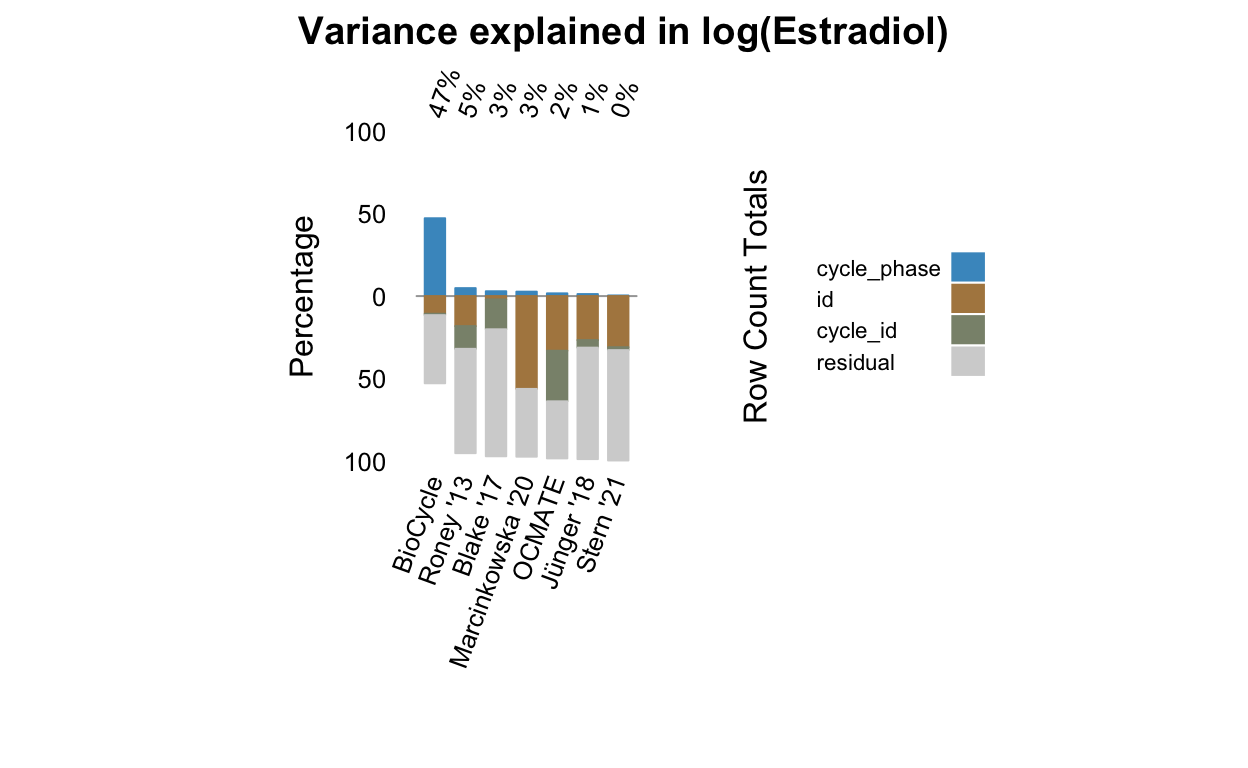 Variance explained in log(Estradiol)
47%
5%
3%
3%
2%
1%
0%
Percentage
100
50
0
50
100
BioCycle
Roney '13
Blake '17
Marcinkowska '20
OCMATE
Jünger '18
Stern '21
Row Count Totals
cycle_phase
id
cycle_id
residual